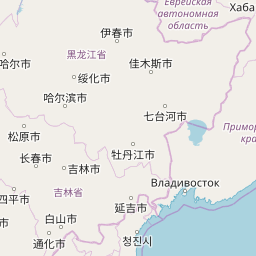 Еврейская
автономная
область
Хаба
伊春市
黑龙江省
哈尔市
佳木斯市
绥化市
哈尔滨市
七台河市
松原市
Примор
кра
长春市
牡丹江市
吉林市
Владивосток
吉林省
四平市
延吉市
白山市
通化市
청진시